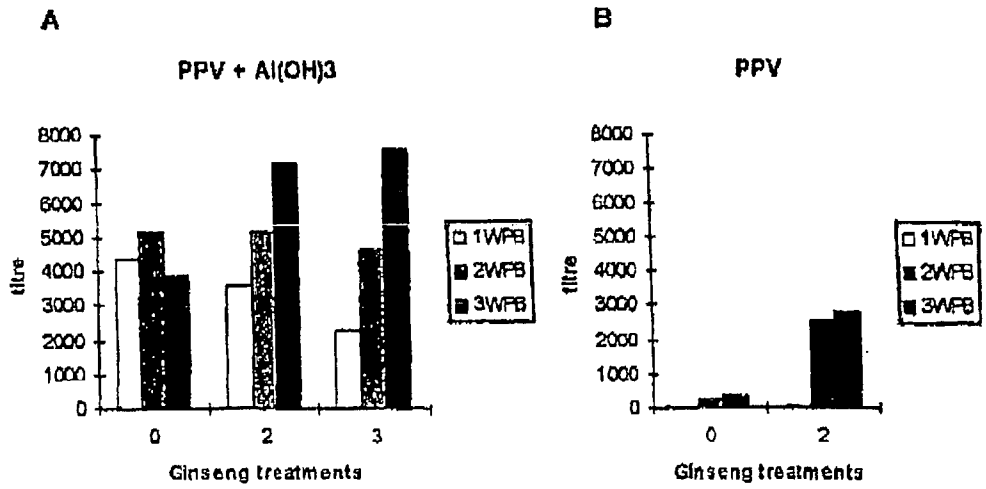 A
PPV + Al(OH)3
8000
7000
6000
5000
4000
3000
2000
1000
0
titre
0 2 3
Ginseng treatments
1WPB
2WPB
3WPB
B
PPV
8000
7000
6000
5000
4000
3000
2000
1000
0
titre
0 2
Ginseng treatments
1WPB
2WPB
3WPB